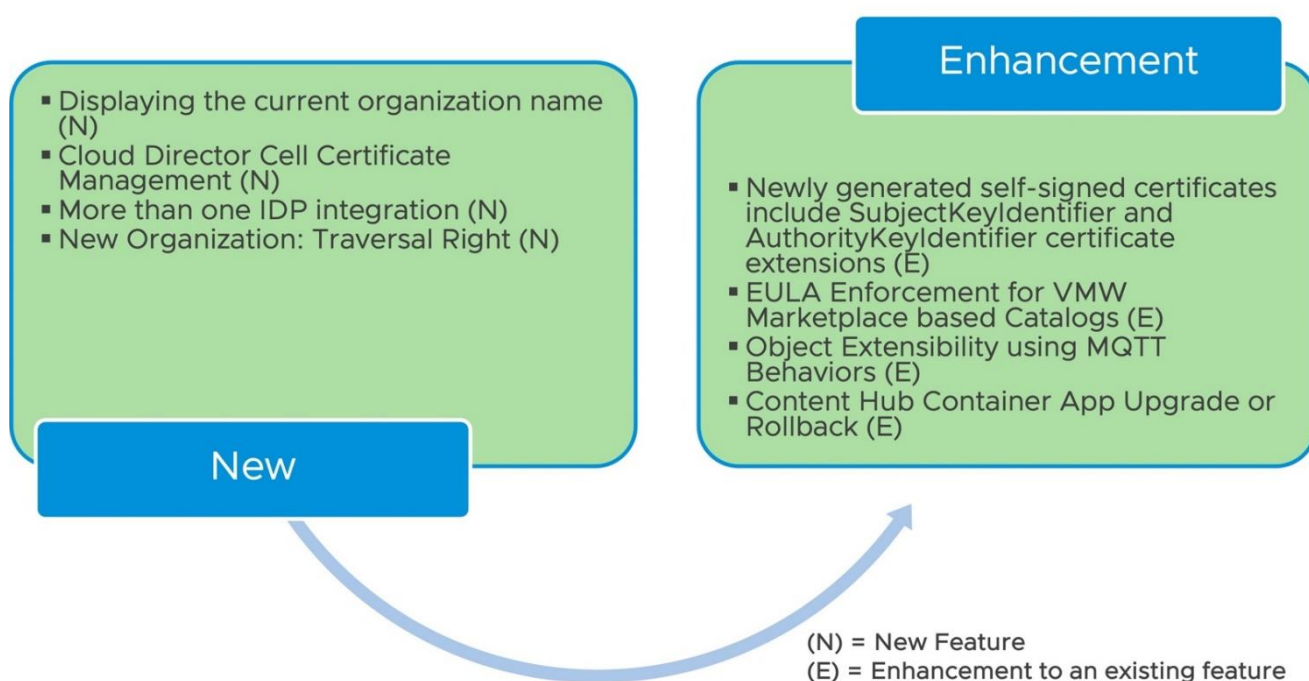 ▪ Displaying the current organization name
(N)
▪ Cloud Director Cell Certificate
Management (N)
▪ More than one IDP integration (N)
▪ New Organization: Traversal Right (N)
New
Enhancement
▪ Newly generated self-signed certificates
include SubjectKeyIdentifier and
AuthorityKeyIdentifier certificate
extensions (E)
▪ EULA Enforcement for VMW
Marketplace based Catalogs (E)
▪ Object Extensibility using MQTT
Behaviors (E)
▪ Content Hub Container App Upgrade or
Rollback (E)
(N) = New Feature
(E) = Enhancement to an existing feature